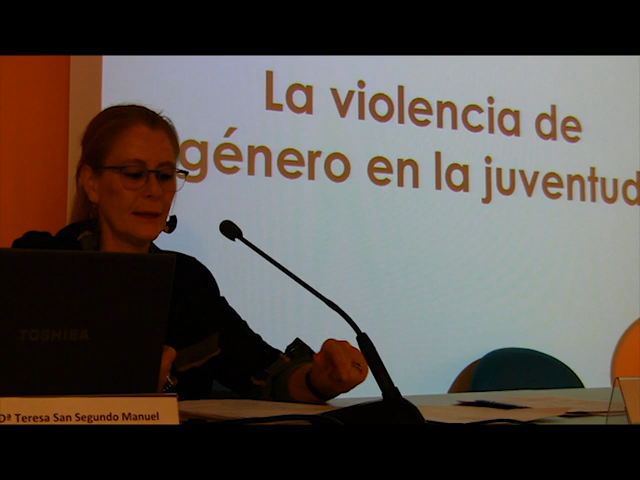 La violencia de
género en la juventud
TOSHIBA
Dª Teresa San Segundo Manuel